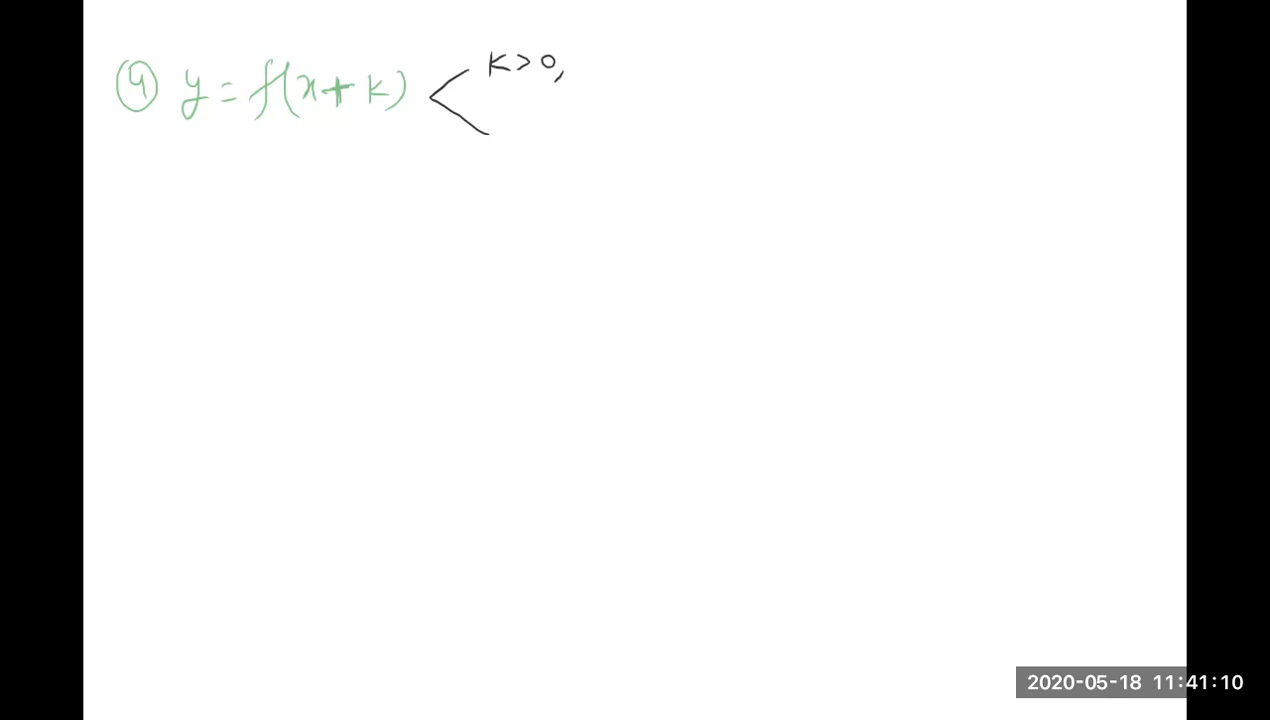 ④ y = f(x + k)
k > 0,
2020-05-18 11:41:10